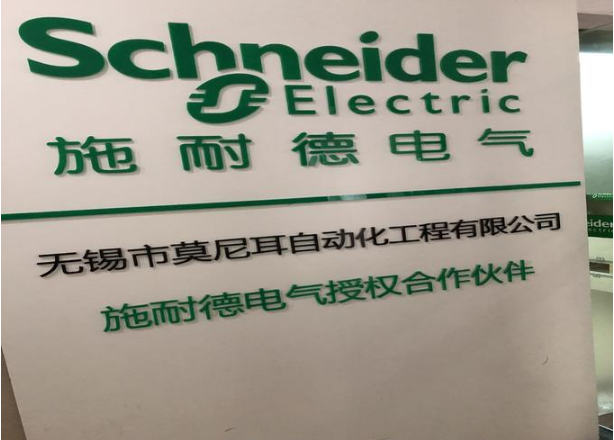 Schneider
Electric
施耐德电气
无锡市莫尼耳自动化工程有限公司
施耐德电气授权合作伙伴
eider